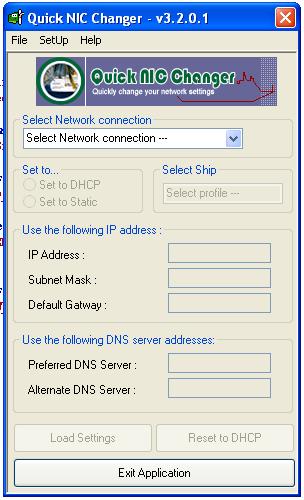 Quick NIC Changer - v3.2.0.1
File SetUp Help
Quick NIC Changer
Quickly change your network settings
Select Network connection
Select Network connection ---
Set to...
Set to DHCP
Set to Static
Select Ship
Select profile ---
Use the following IP address :
IP Address :
Subnet Mask :
Default Gatway :
Use the following DNS server addresses:
Preferred DNS Server :
Alternate DNS Server :
Load Settings
Reset to DHCP
Exit Application